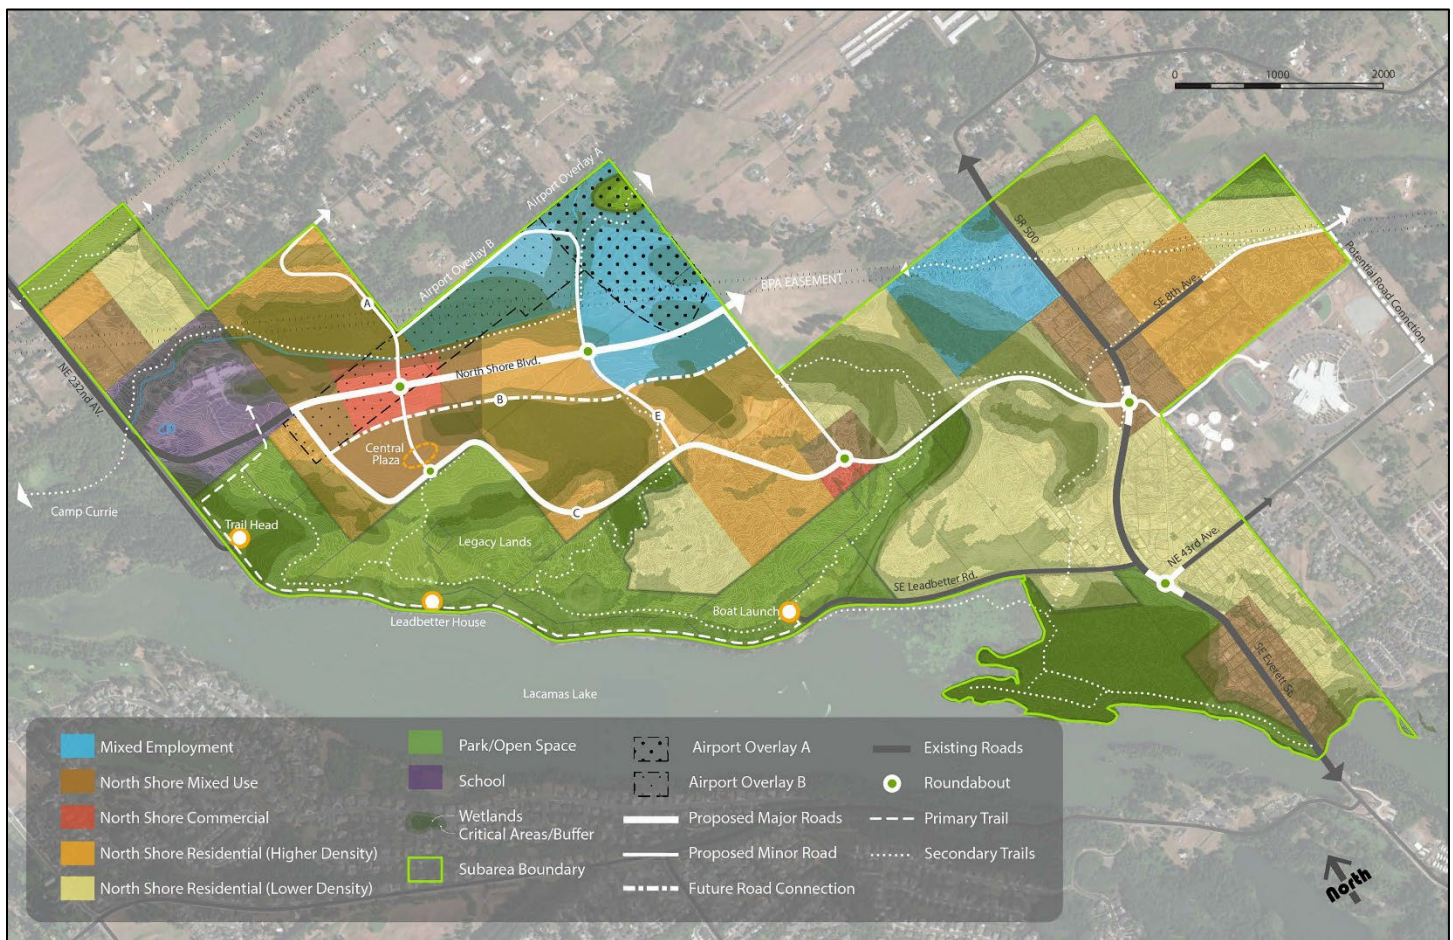 0 1000 2000
Airport Overlay A
Airport Overlay B
SR 500
BPA EASEMENT
SE 8th Ave.
Potential Road Connction
A
North Shore Blvd.
NE 232nd AV.
B
E
Central
Plaza
C
Camp Currie
Trail Head
Legacy Lands
NE 43rd Ave.
SE Leadbetter Rd.
Boat Launch
Leadbetter House
SE Everett St.
Lacamas Lake
Mixed Employment
North Shore Mixed Use
North Shore Commercial
North Shore Residential (Higher Density)
North Shore Residential (Lower Density)
Park/Open Space
School
Wetlands
Critical Areas/Buffer
Subarea Boundary
Airport Overlay A
Airport Overlay B
Proposed Major Roads
Proposed Minor Road
Future Road Connection
Existing Roads
Roundabout
Primary Trail
Secondary Trails
North